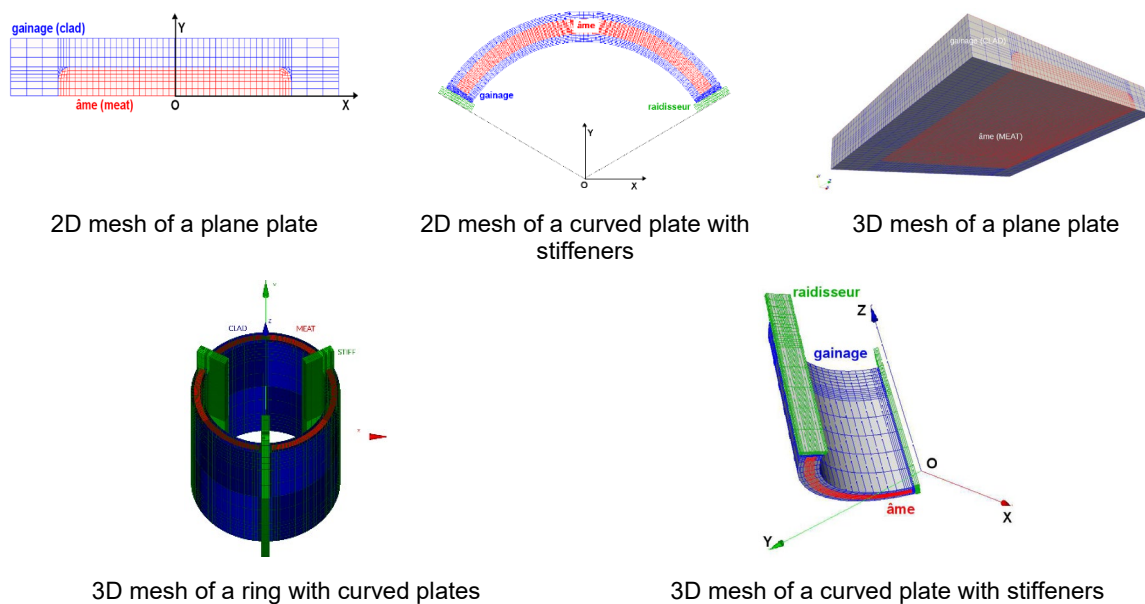 gainage (clad)
Y
âme (meat)
O
X
âme
gainage
raidisseur
Y
O
X
gainage (CLAD)
âme (MEAT)
2D mesh of a plane plate
2D mesh of a curved plate with
stiffeners
3D mesh of a plane plate
Y
Z
CLAD
MEAT
STIFF
raidisseur
Z
gainage
O
âme
X
Y
3D mesh of a ring with curved plates
3D mesh of a curved plate with stiffeners